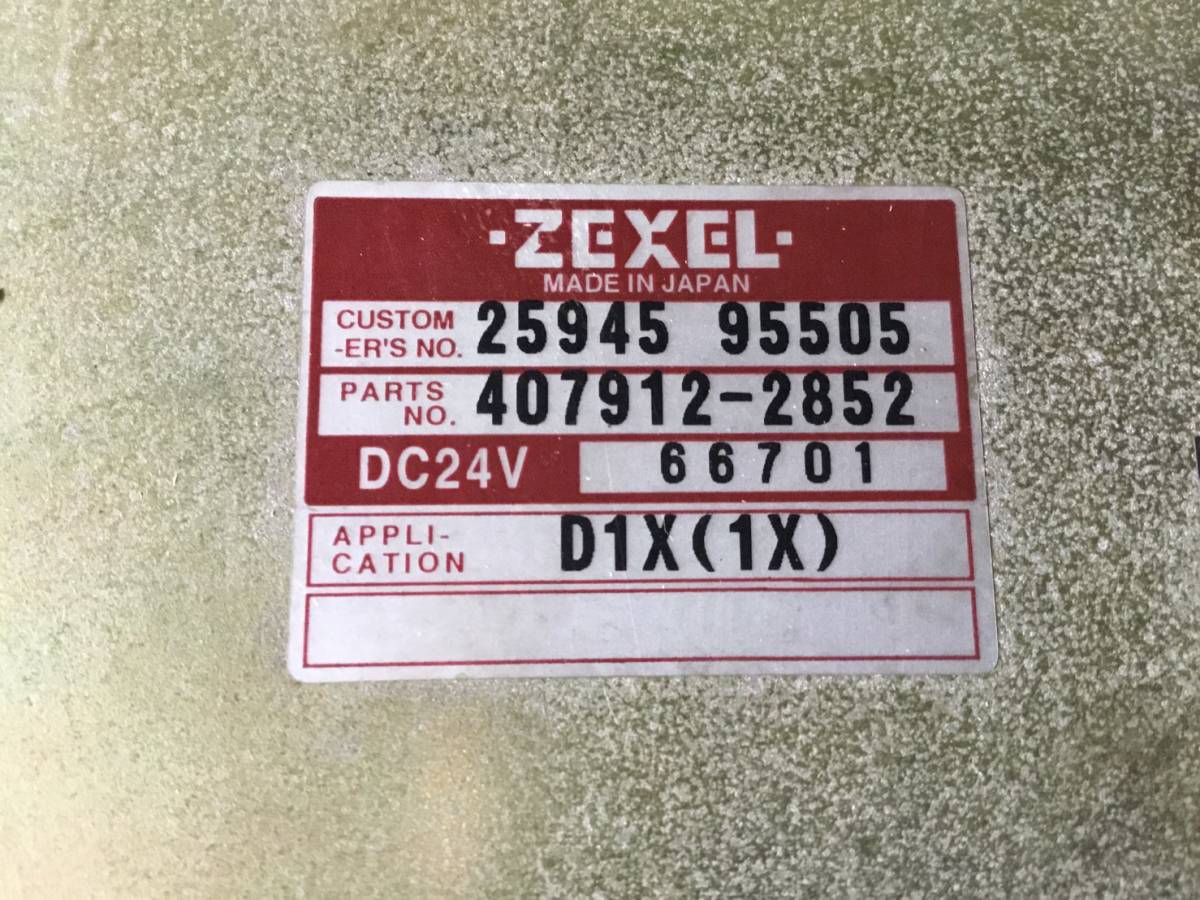 ·ZEXEL·
MADE IN JAPAN
CUSTOM
-ER'S NO. 25945 95505
PARTS
NO. 407912-2852
DC24V 66701
APPLI-
CATION D1X(1X)